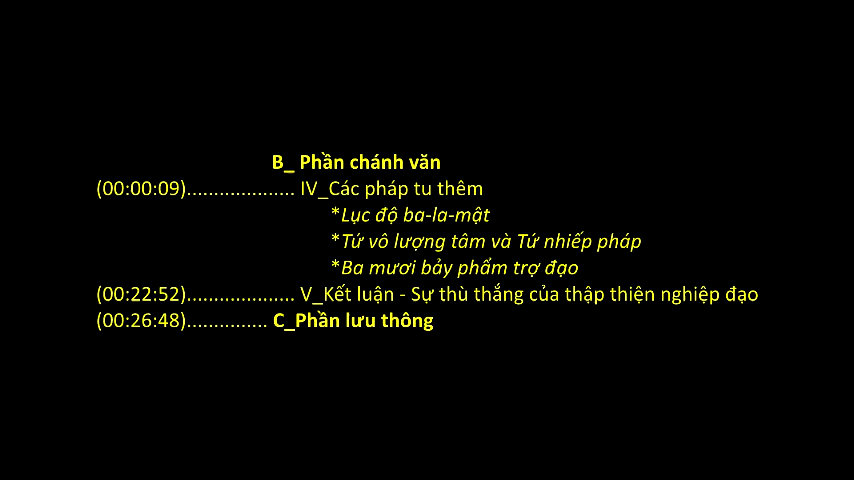 B_ Phần chánh văn
(00:00:09).................... IV_Các pháp tu thêm
*Lục độ ba-la-mật
*Tứ vô lượng tâm và Tứ nhiếp pháp
*Ba mươi bảy phẩm trợ đạo
(00:22:52).................... V_Kết luận - Sự thù thắng của thập thiện nghiệp đạo
(00:26:48)............... C_Phần lưu thông